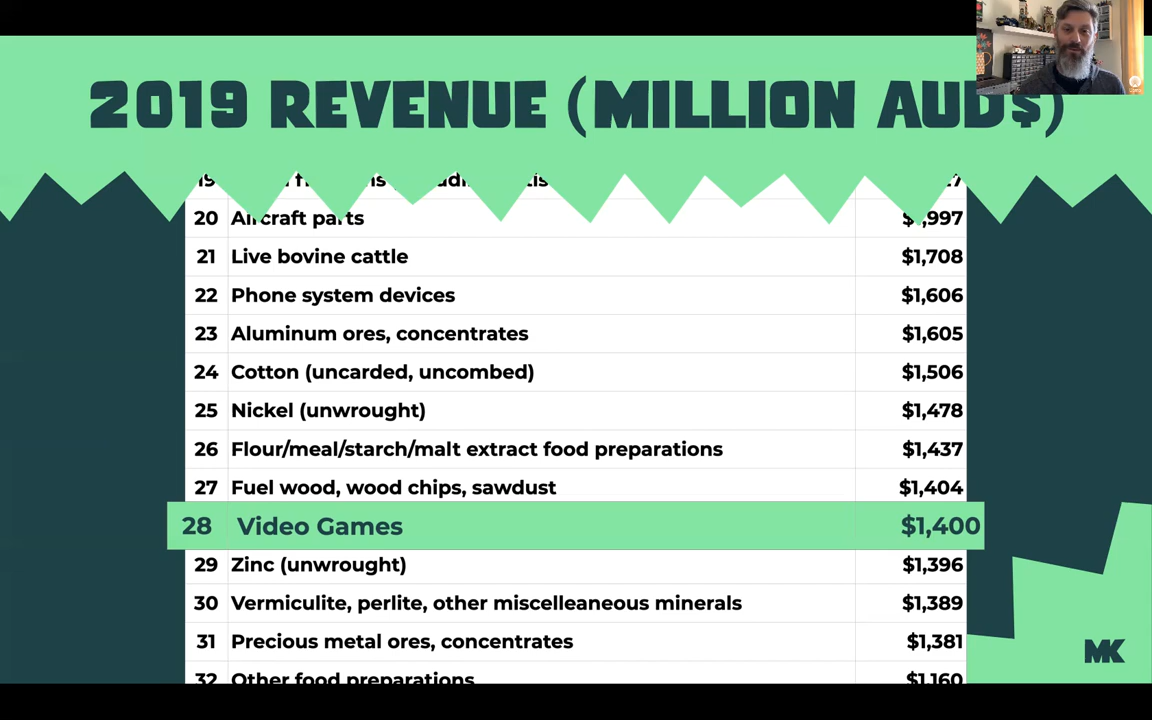 2019 REVENUE (MILLION AUD$)
20 Aircraft parts ,997
21 Live bovine cattle $1,708
22 Phone system devices $1,606
23 Aluminum ores, concentrates $1,605
24 Cotton (uncarded, uncombed) $1,506
25 Nickel (unwrought) $1,478
26 Flour/meal/starch/malt extract food preparations $1,437
27 Fuel wood, wood chips, sawdust $1,404
28 Video Games $1,400
29 Zinc (unwrought) $1,396
30 Vermiculite, perlite, other miscelleaneous minerals $1,389
31 Precious metal ores, concentrates $1,381
32 Other food preparations $1,160
MK